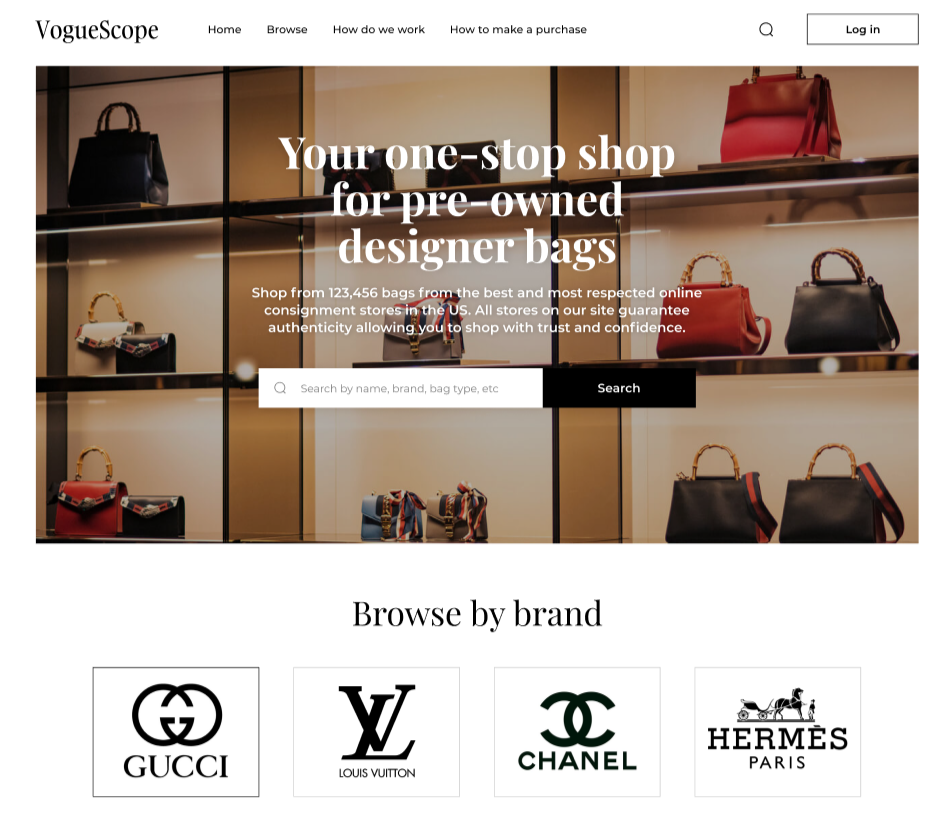 VogueScope
Home
Browse
How do we work
How to make a purchase
Log in
Your one-stop shop
for pre-owned
designer bags
Shop from 123,456 bags from the best and most respected online
consignment stores in the US. All stores on our site guarantee
authenticity allowing you to shop with trust and confidence.
Search by name, brand, bag type, etc
Search
Browse by brand
GUCCI
LOUIS VUITTON
CHANEL
HERMÈS
PARIS